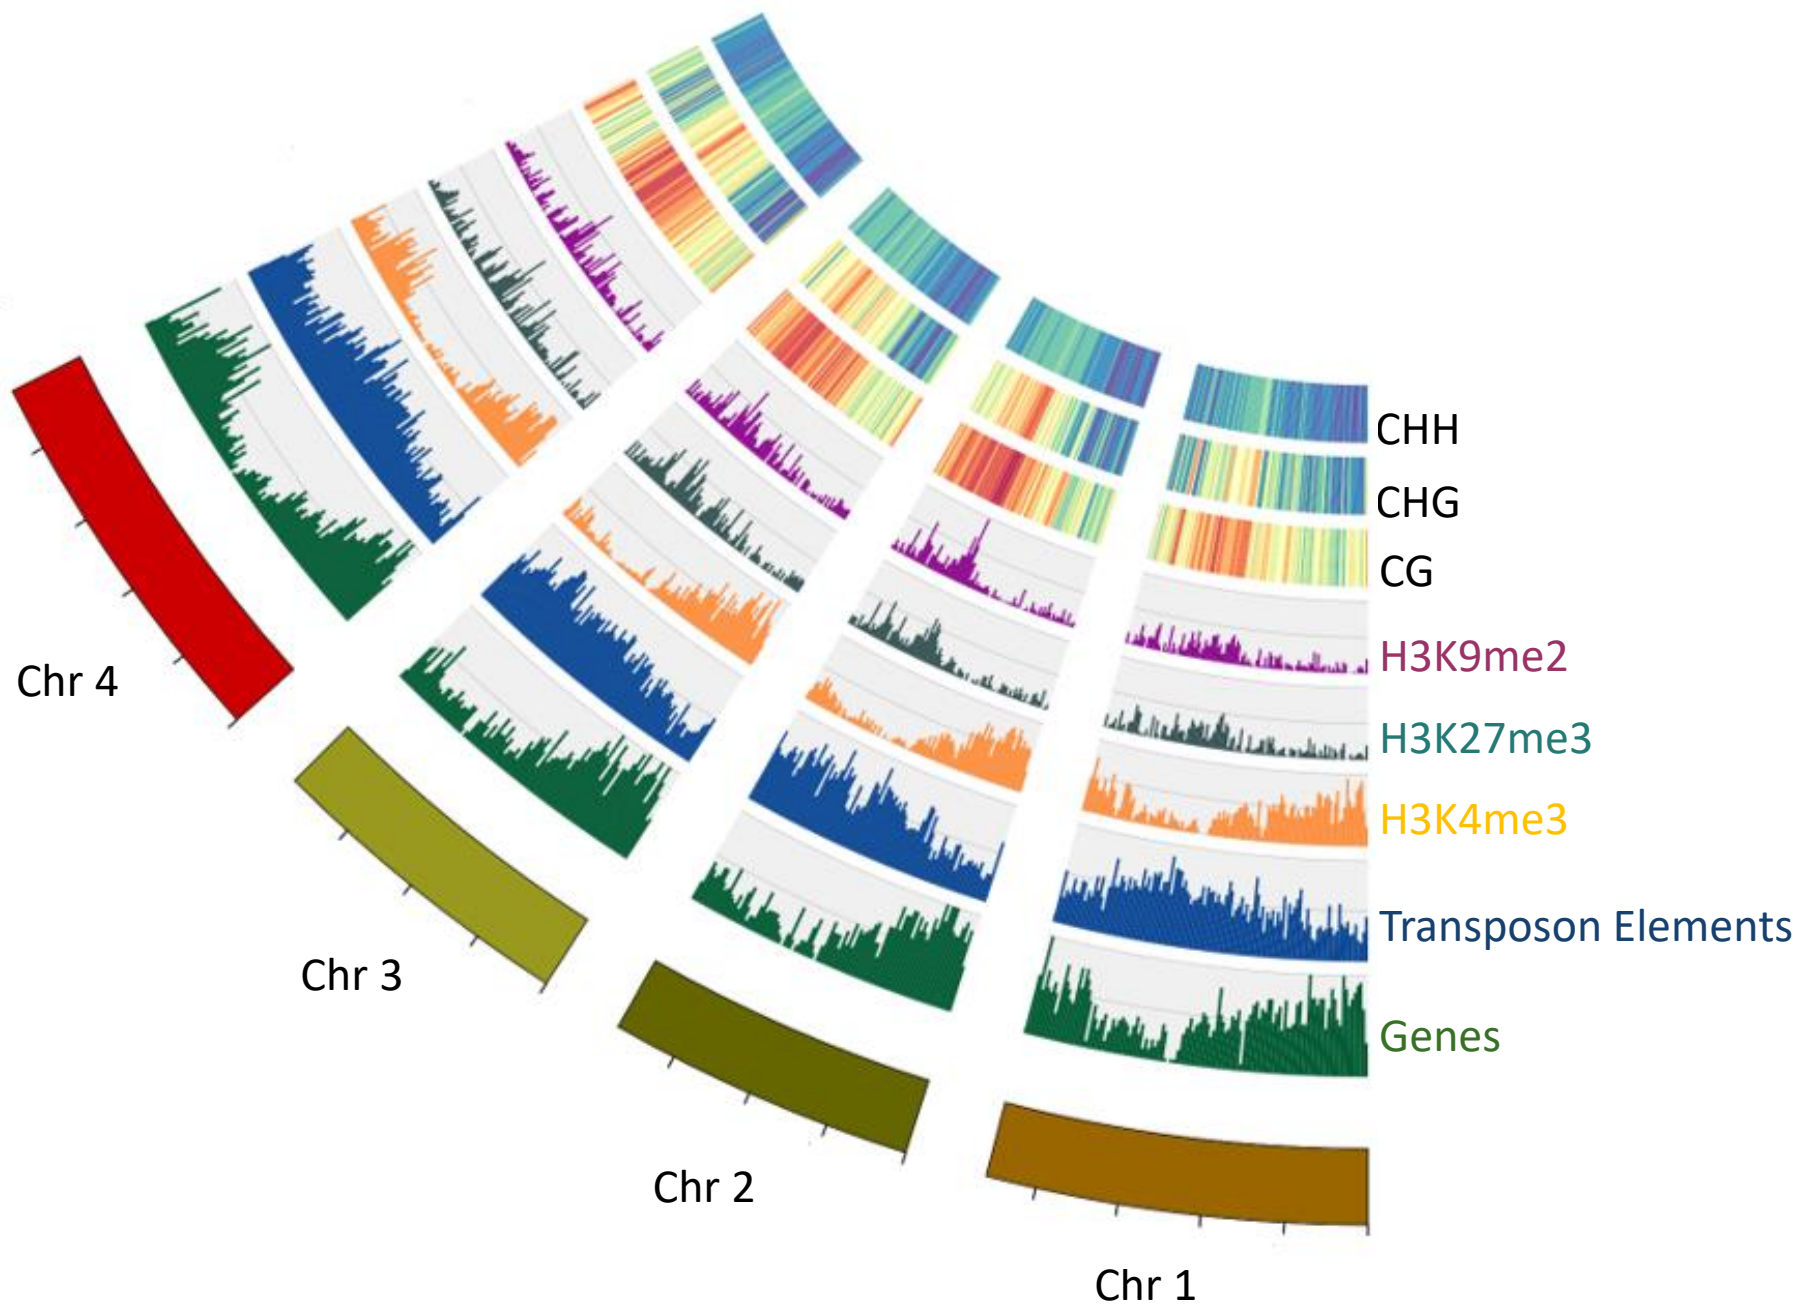 CHH
CHG
CG
H3K9me2
H3K27me3
H3K4me3
Transposon Elements
Genes
Chr 4
Chr 3
Chr 2
Chr 1